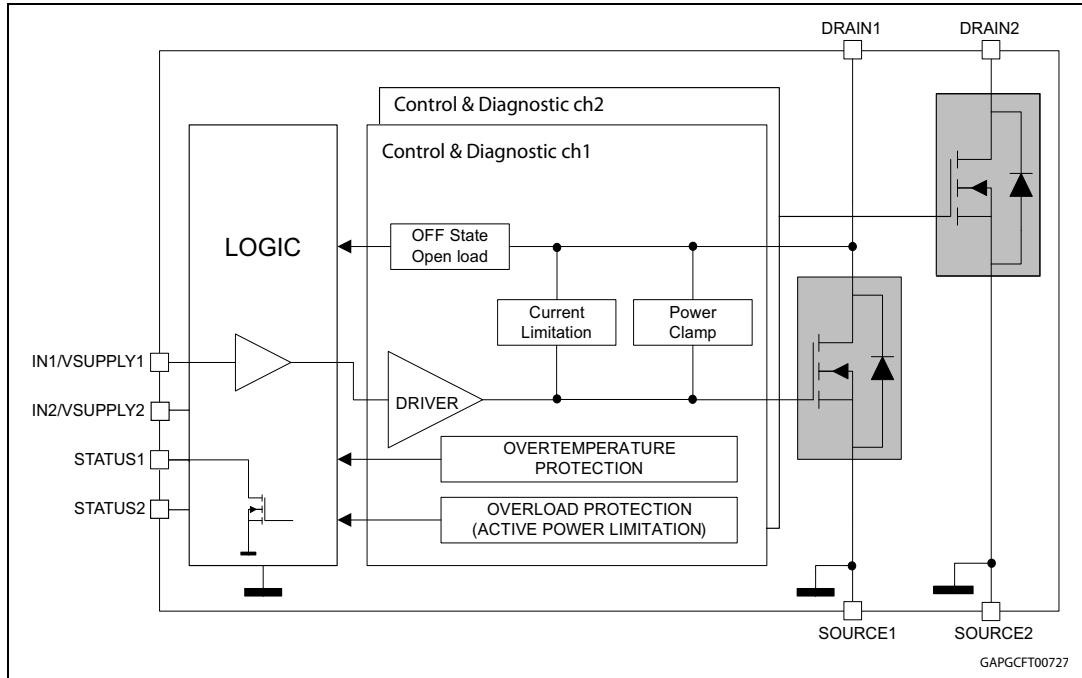 DRAIN1
DRAIN2
Control & Diagnostic ch2
Control & Diagnostic ch1
LOGIC
OFF State
Open load
Current
Limitation
Power
Clamp
IN1/VSUPPLY1
DRIVER
IN2/VSUPPLY2
STATUS1
OVERTEMPERATURE
PROTECTION
STATUS2
OVERLOAD PROTECTION
(ACTIVE POWER LIMITATION)
SOURCE1
SOURCE2
GAPGCFT00727